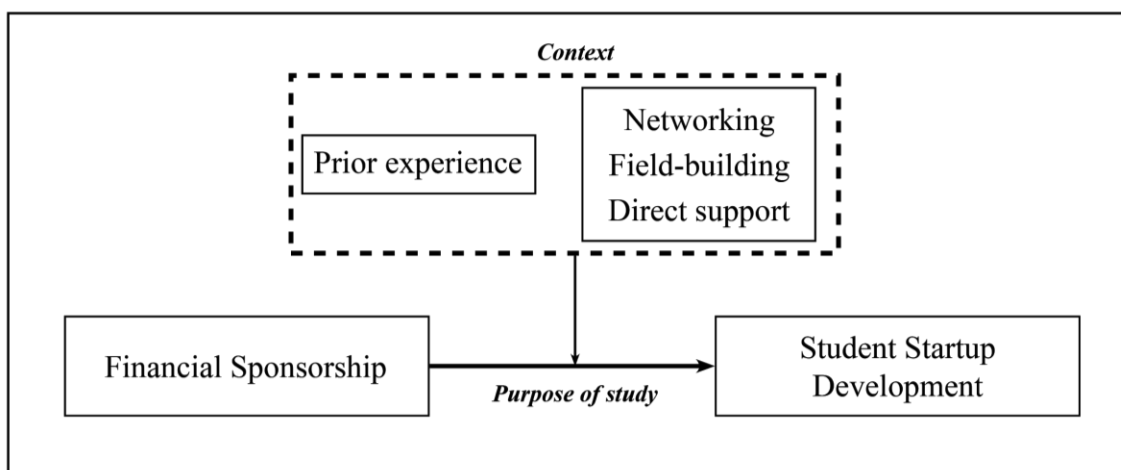 Context
Prior experience
Networking
Field-building
Direct support
Financial Sponsorship
Purpose of study
Student Startup
Development